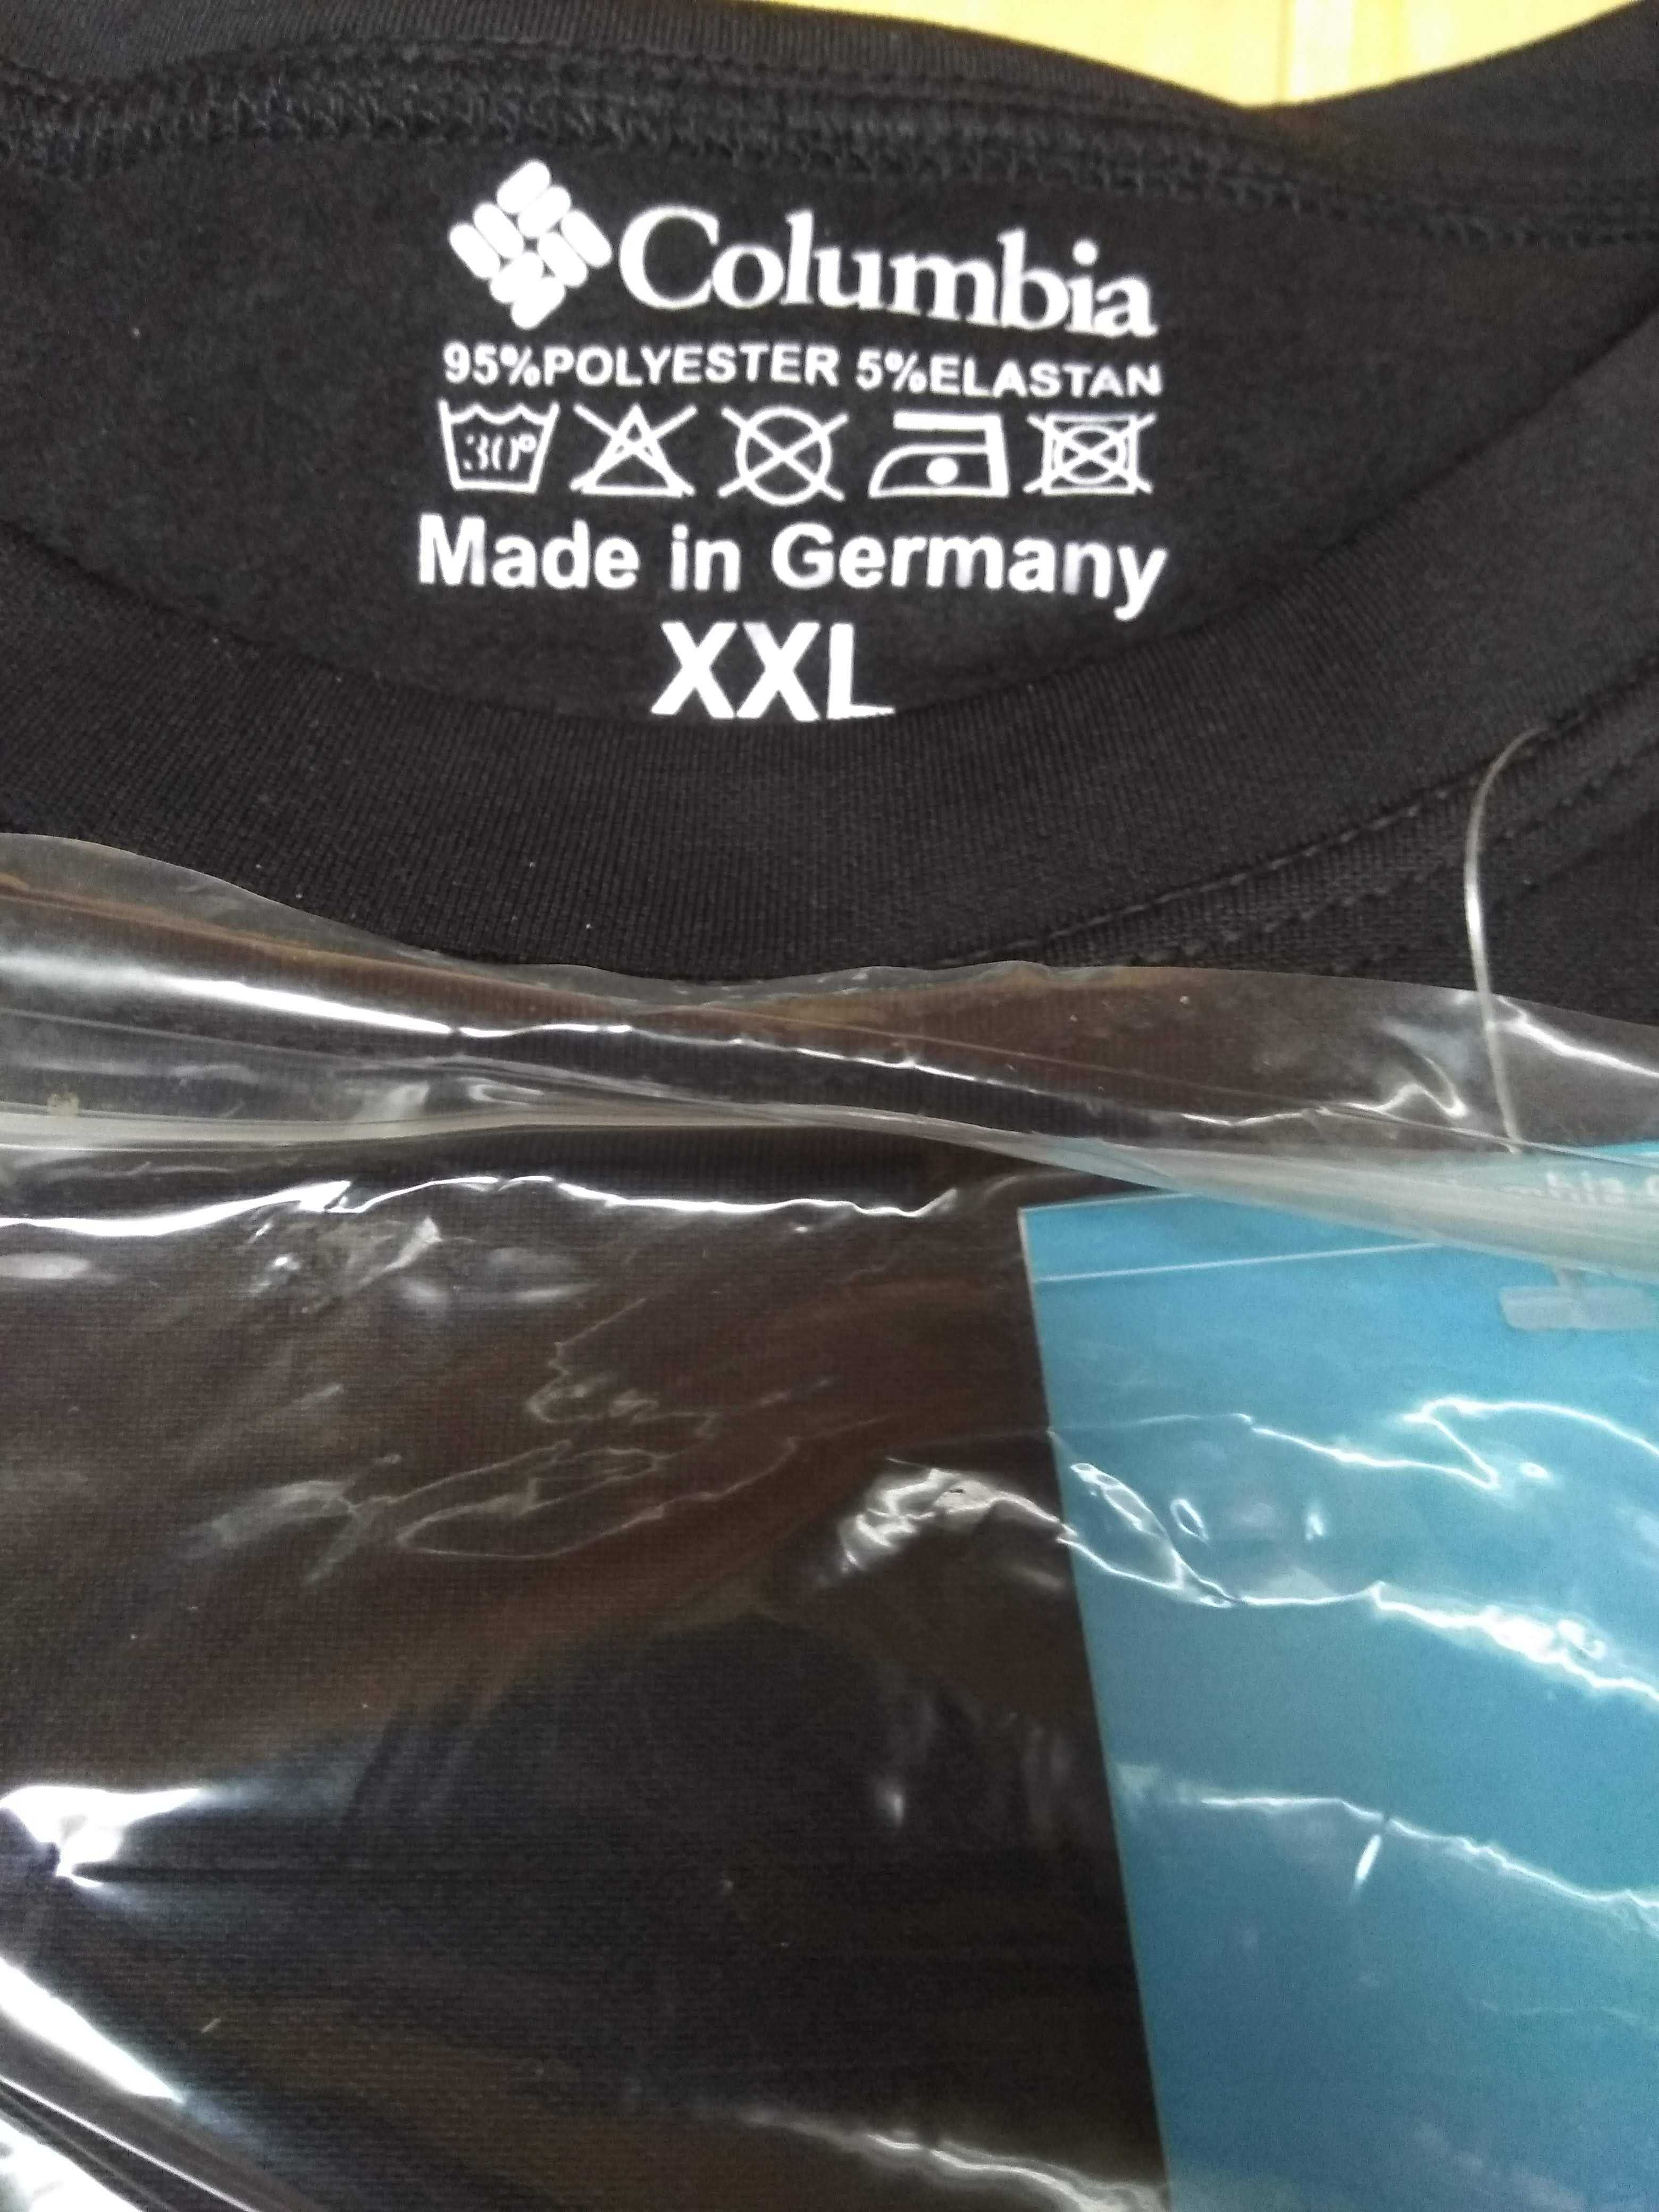 Columbia
95%POLYESTER 5%ELASTAN
30°
Made in Germany
XXL